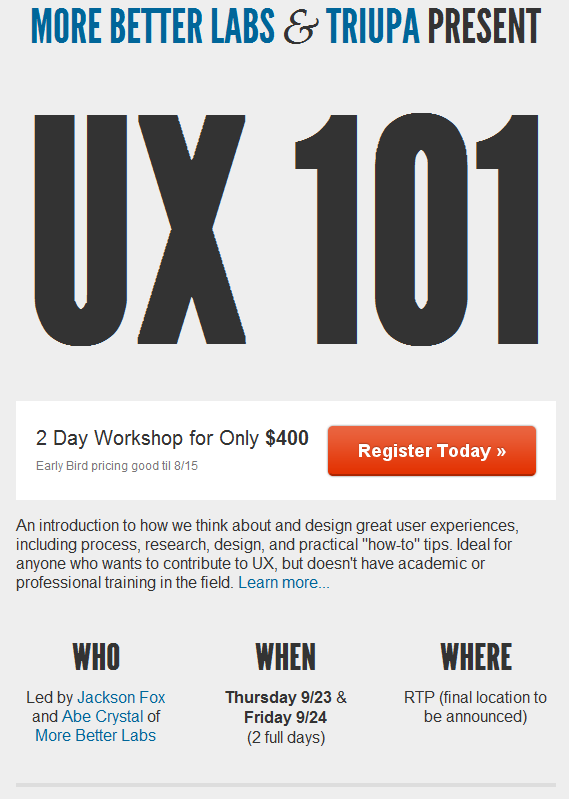 MORE BETTER LABS & TRIUPA PRESENT
UX 101
2 Day Workshop for Only $400
Early Bird pricing good til 8/15
Register Today »
An introduction to how we think about and design great user experiences,
including process, research, design, and practical "how-to" tips. Ideal for
anyone who wants to contribute to UX, but doesn't have academic or
professional training in the field. Learn more...
WHO
Led by Jackson Fox
and Abe Crystal of
More Better Labs
WHEN
Thursday 9/23 &
Friday 9/24
(2 full days)
WHERE
RTP (final location to
be announced)